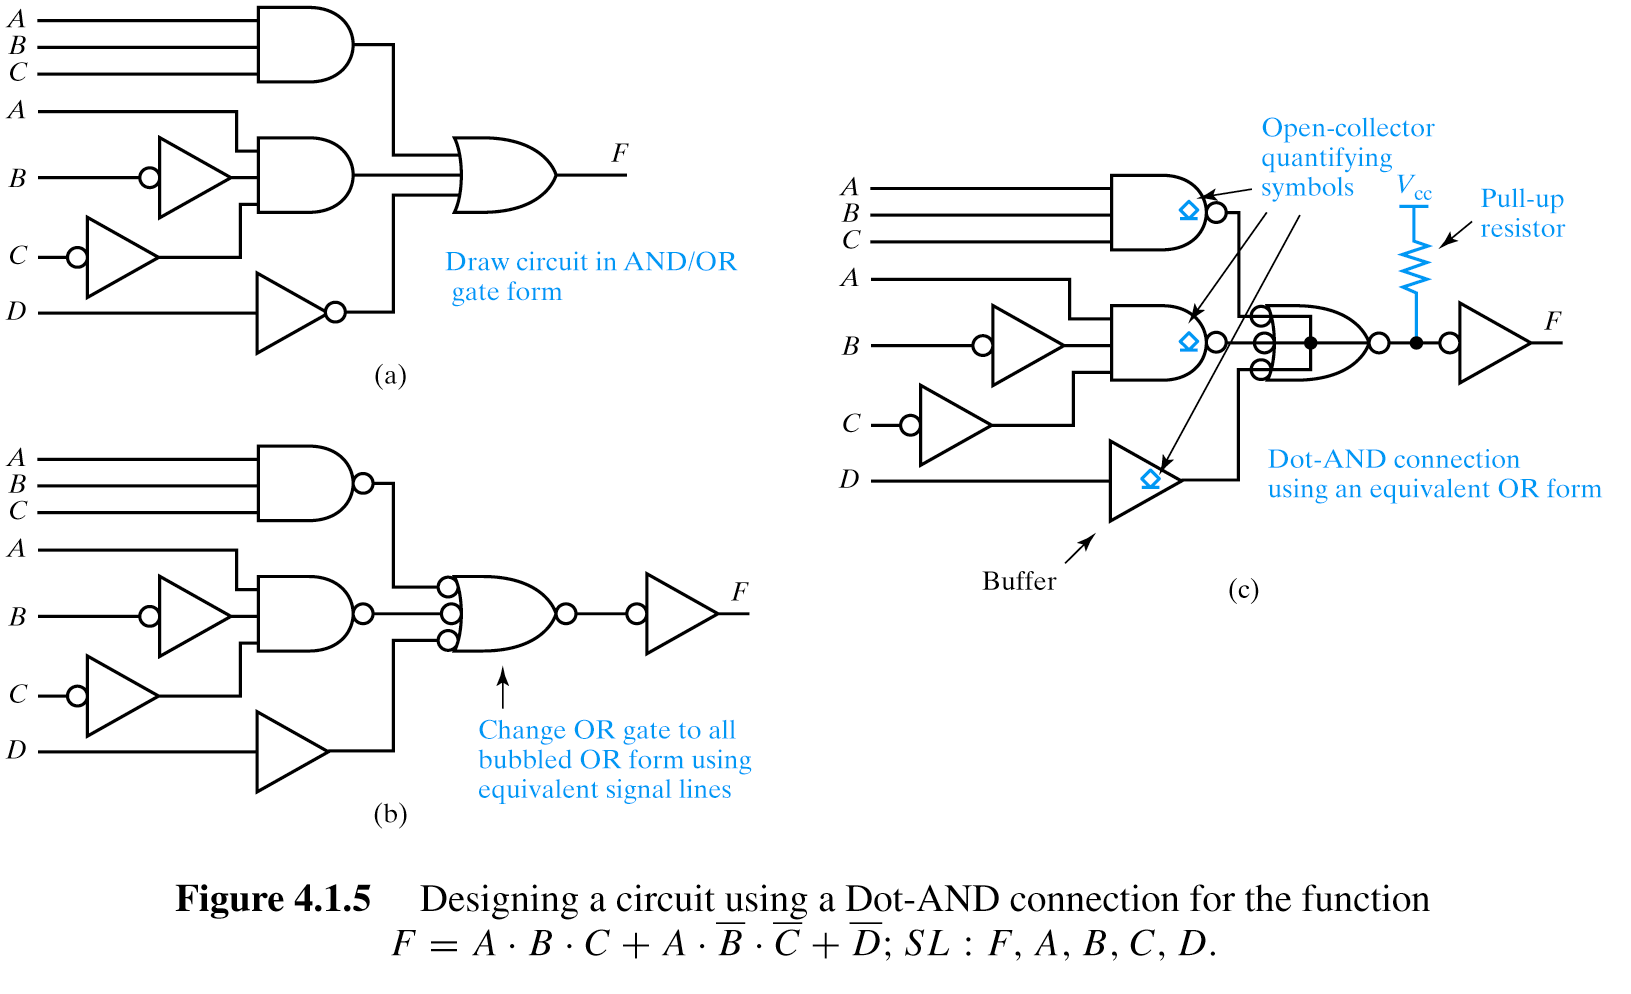 A
B
C
A
B
C
D
F
Draw circuit in AND/OR
gate form
(a)
A
B
C
A
B
C
D
F
Change OR gate to all
bubbled OR form using
equivalent signal lines
(b)
Open-collector
quantifying
symbols
V_cc
Pull-up
resistor
A
B
C
A
B
C
D
F
Dot-AND connection
using an equivalent OR form
Buffer
(c)
Figure 4.1.5 Designing a circuit using a Dot-AND connection for the function
F = A · B · C + A · B̅ · C̅ + D̅; SL : F, A, B, C, D.